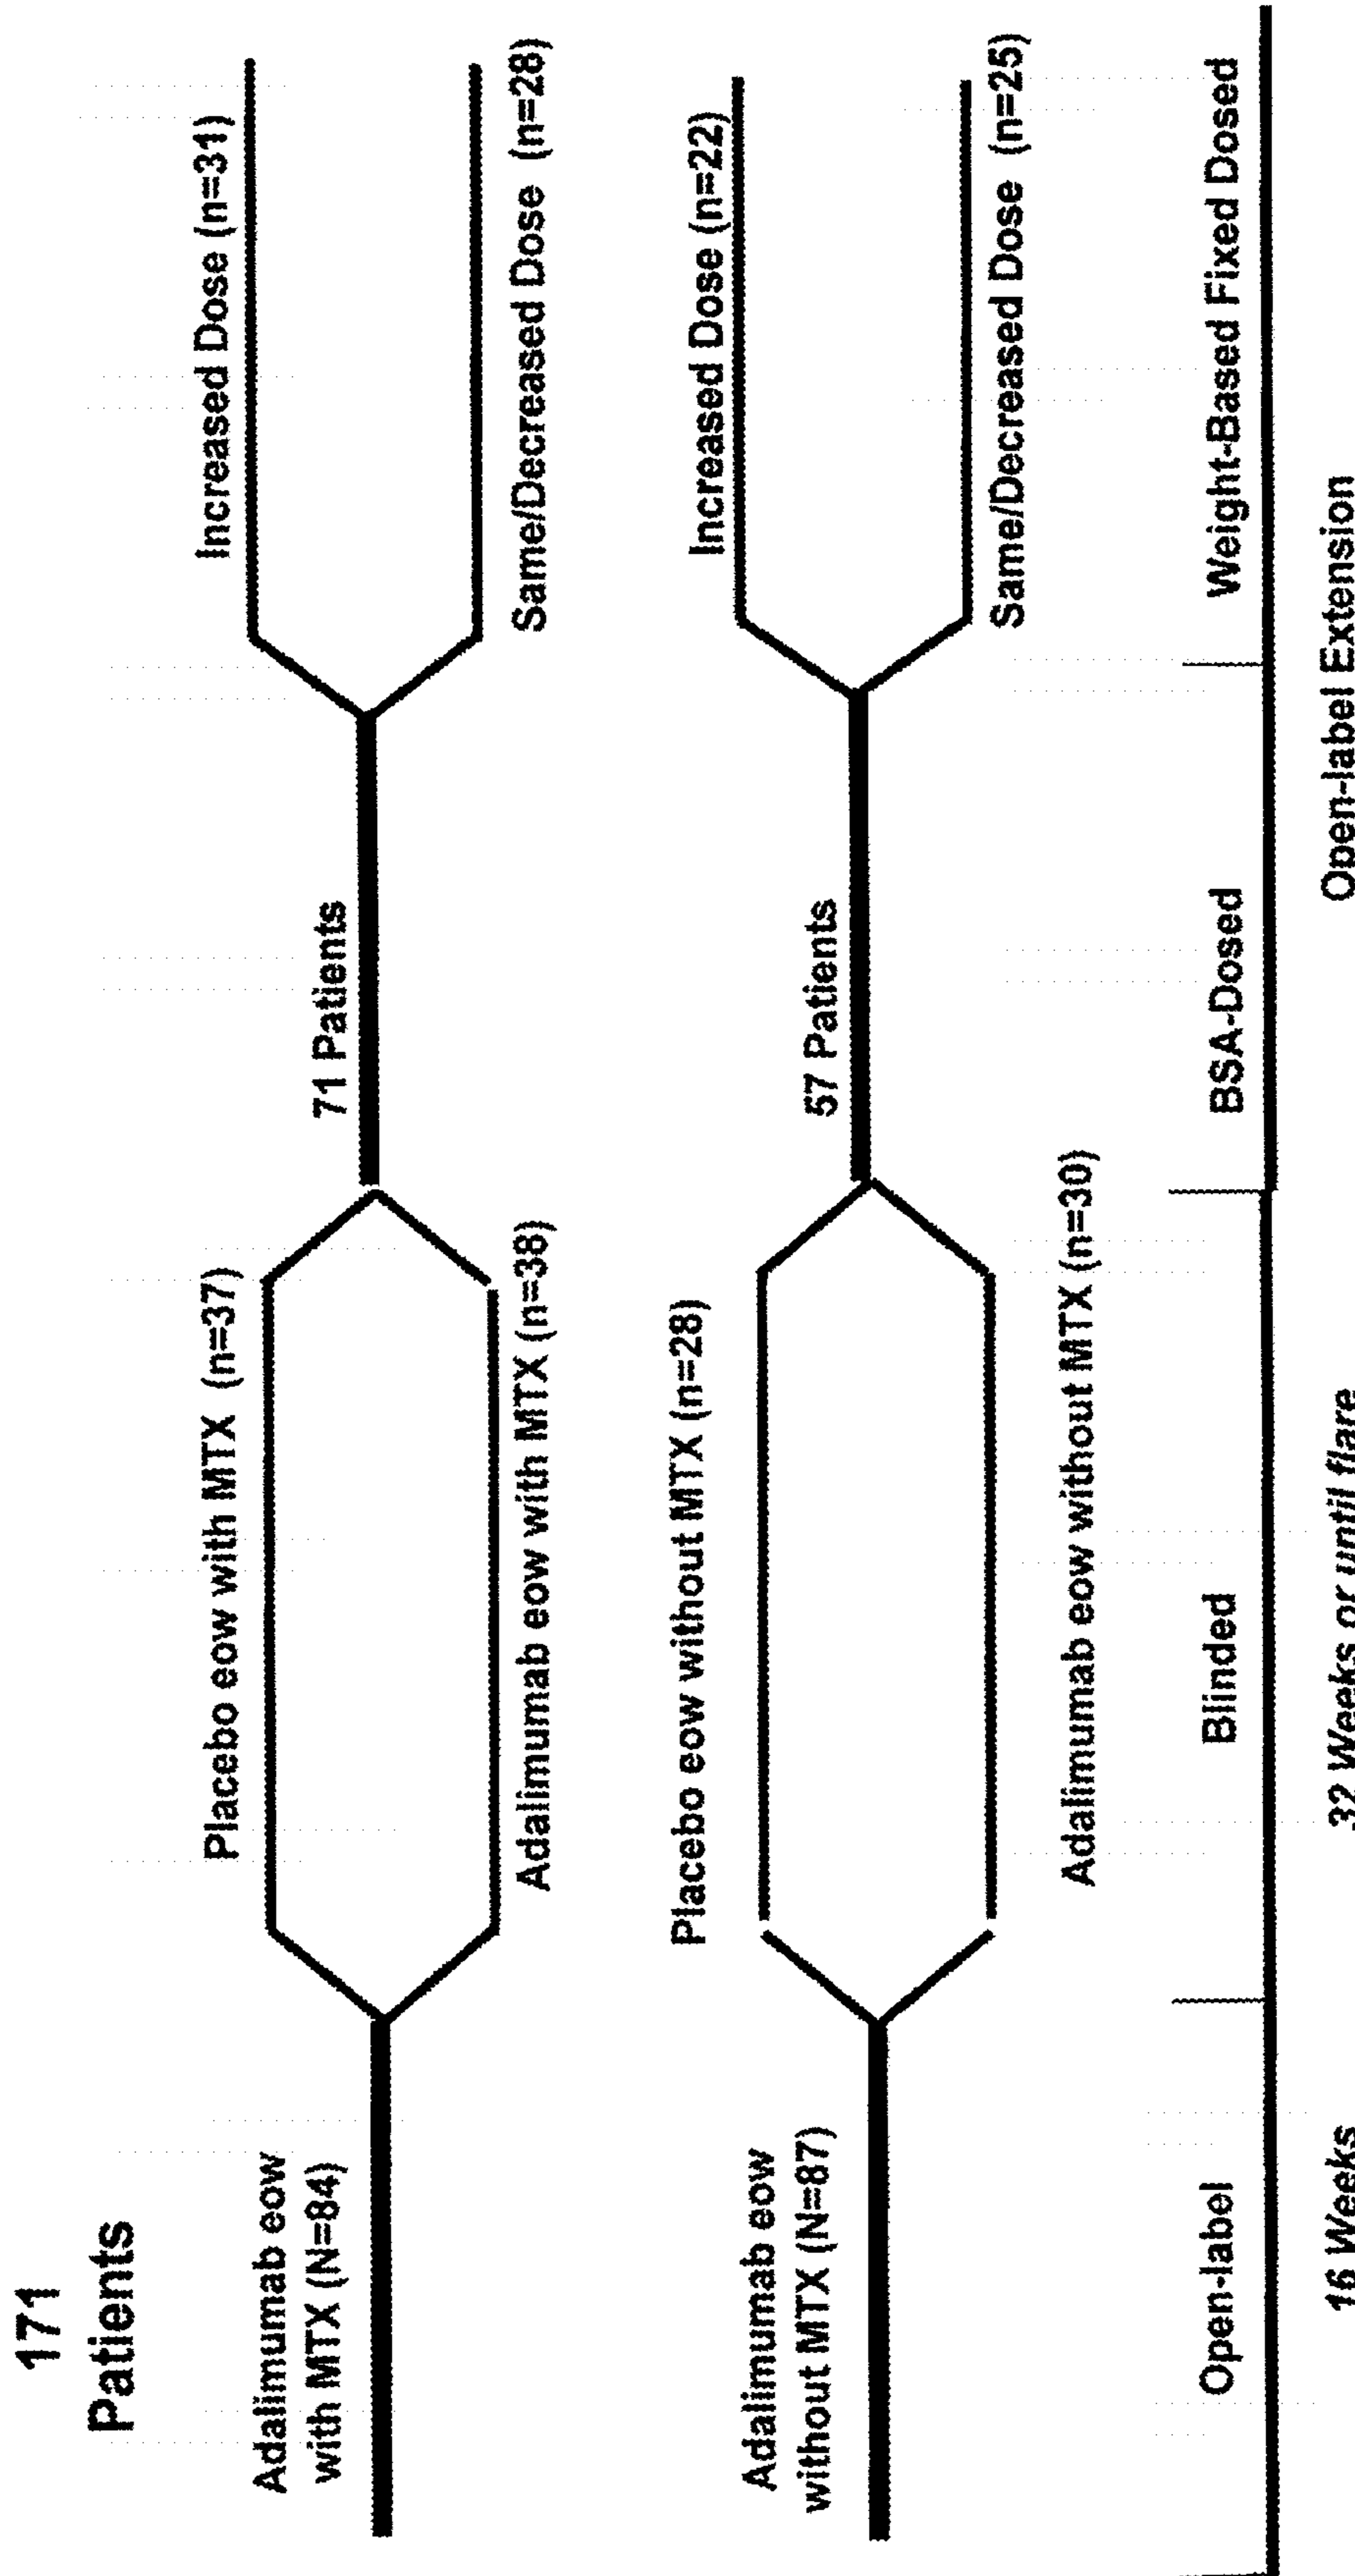 171
Patients
Adalimumab eow
with MTX (N=84)
Placebo eow with MTX (n=37)
Adalimumab eow with MTX (n=38)
71 Patients
Increased Dose (n=31)
Same/Decreased Dose (n=28)
Adalimumab eow
without MTX (N=87)
Placebo eow without MTX (n=28)
Adalimumab eow without MTX (n=30)
57 Patients
Increased Dose (n=22)
Same/Decreased Dose (n=25)
Open-label
Blinded
BSA-Dosed
Weight-Based Fixed Dosed
16 Weeks
32 Weeks or until flare
Open-label Extension